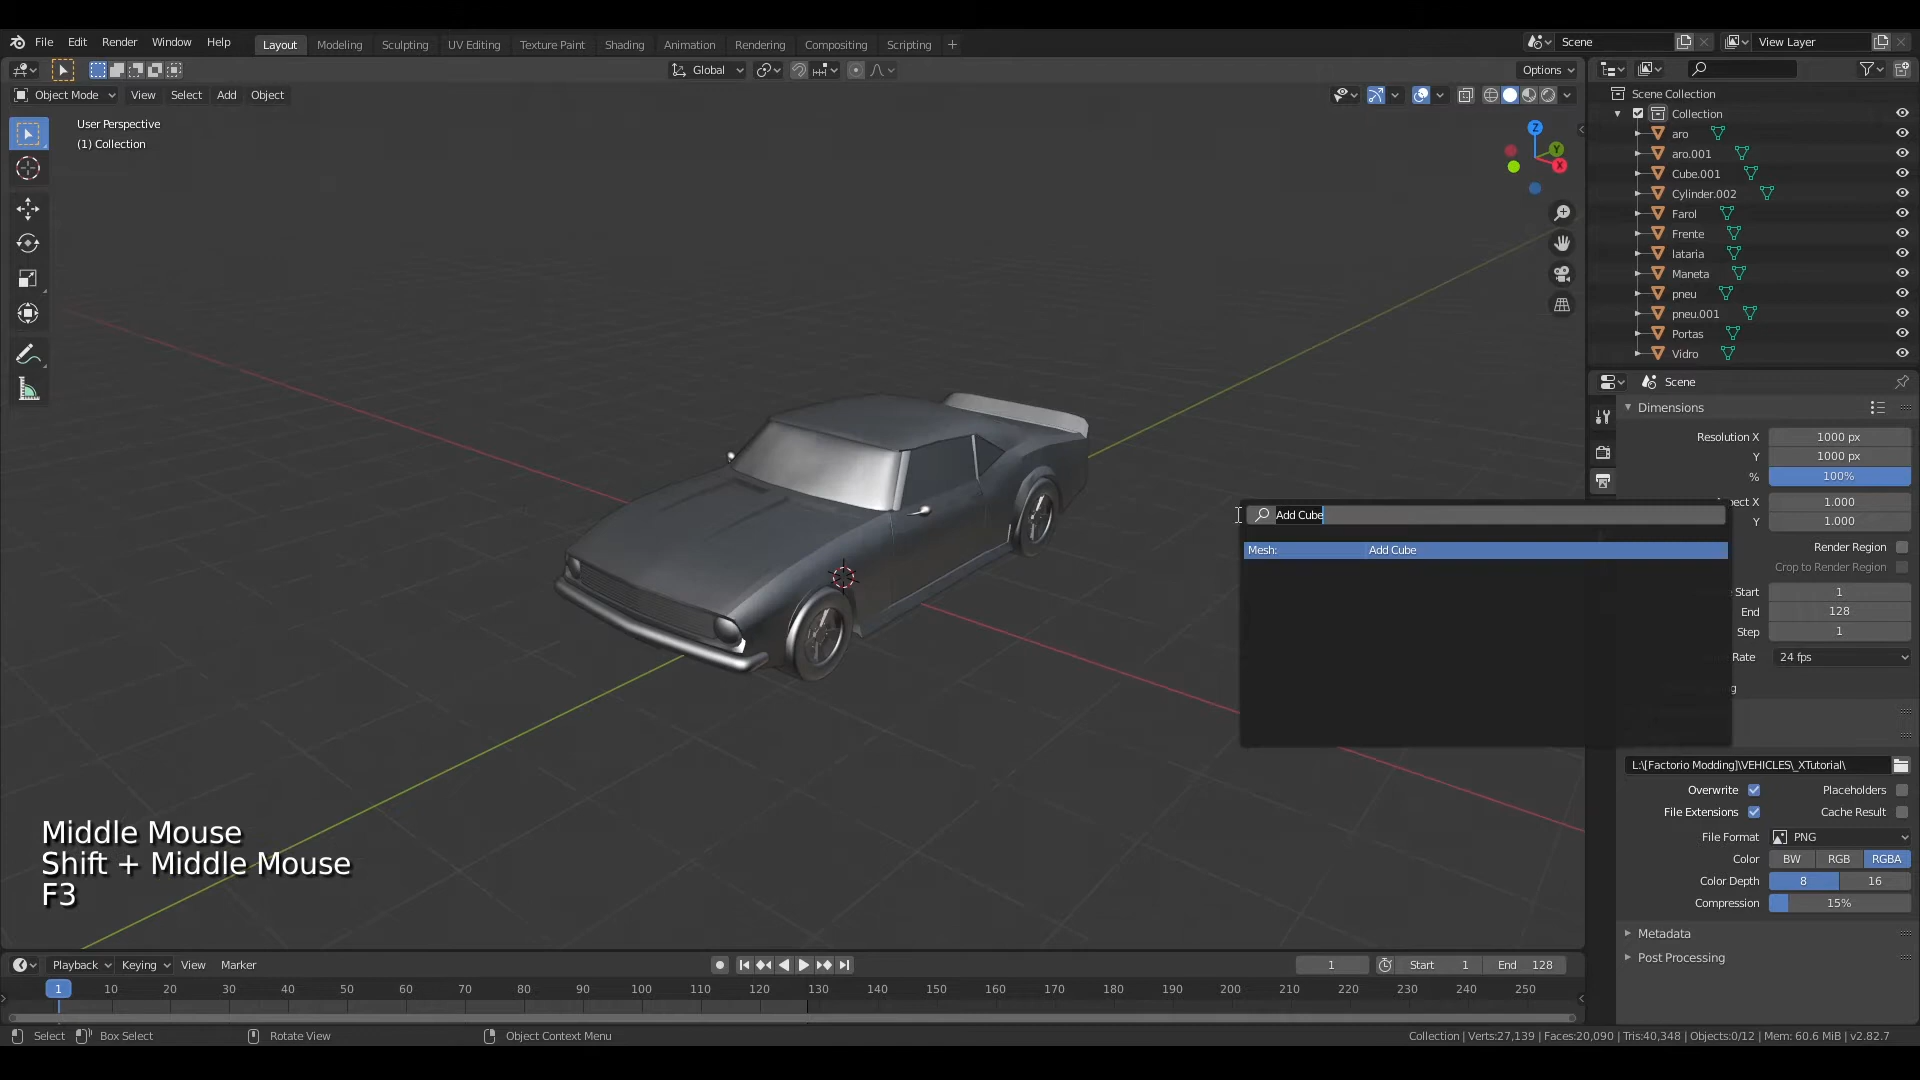 File Edit Render Window Help Layout Modeling Sculpting UV Editing Texture Paint Shading Animation Rendering Compositing Scripting + Scene View Layer
Global Options
Object Mode View Select Add Object
User Perspective
(1) Collection
Z
Y
X
Scene Collection
Collection
aro
aro.001
Cube.001
Cylinder.002
Farol
Frente
lataria
Maneta
pneu
pneu.001
Portas
Vidro
Scene
Dimensions
Resolution X 1000 px
Y 1000 px
% 100%
pect X 1.000
Y 1.000
Render Region
Crop to Render Region
Start 1
End 128
Step 1
Rate 24 fps
Add Cube
Mesh: Add Cube
L:\[Factorio Modding]\VEHICLES\_XTutorial\
Overwrite Placeholders
File Extensions Cache Result
File Format PNG
Color BW RGB RGBA
Color Depth 8 16
Compression 15%
Metadata
Post Processing
Middle Mouse
Shift + Middle Mouse
F3
Playback Keying View Marker 1 Start 1 End 128
1 10 20 30 40 50 60 70 80 90 100 110 120 130 140 150 160 170 180 190 200 210 220 230 240 250
Select Box Select Rotate View Object Context Menu Collection | Verts:27,139 | Faces:20,090 | Tris:40,348 | Objects:0/12 | Mem: 60.6 MiB | v2.82.7